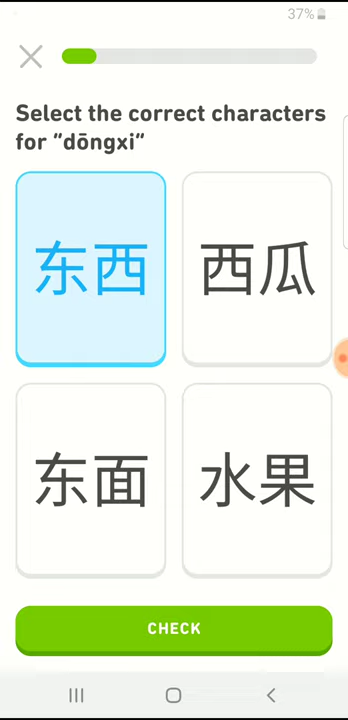 37%
Select the correct characters
for "dōngxi"
东西
西瓜
东面
水果
CHECK